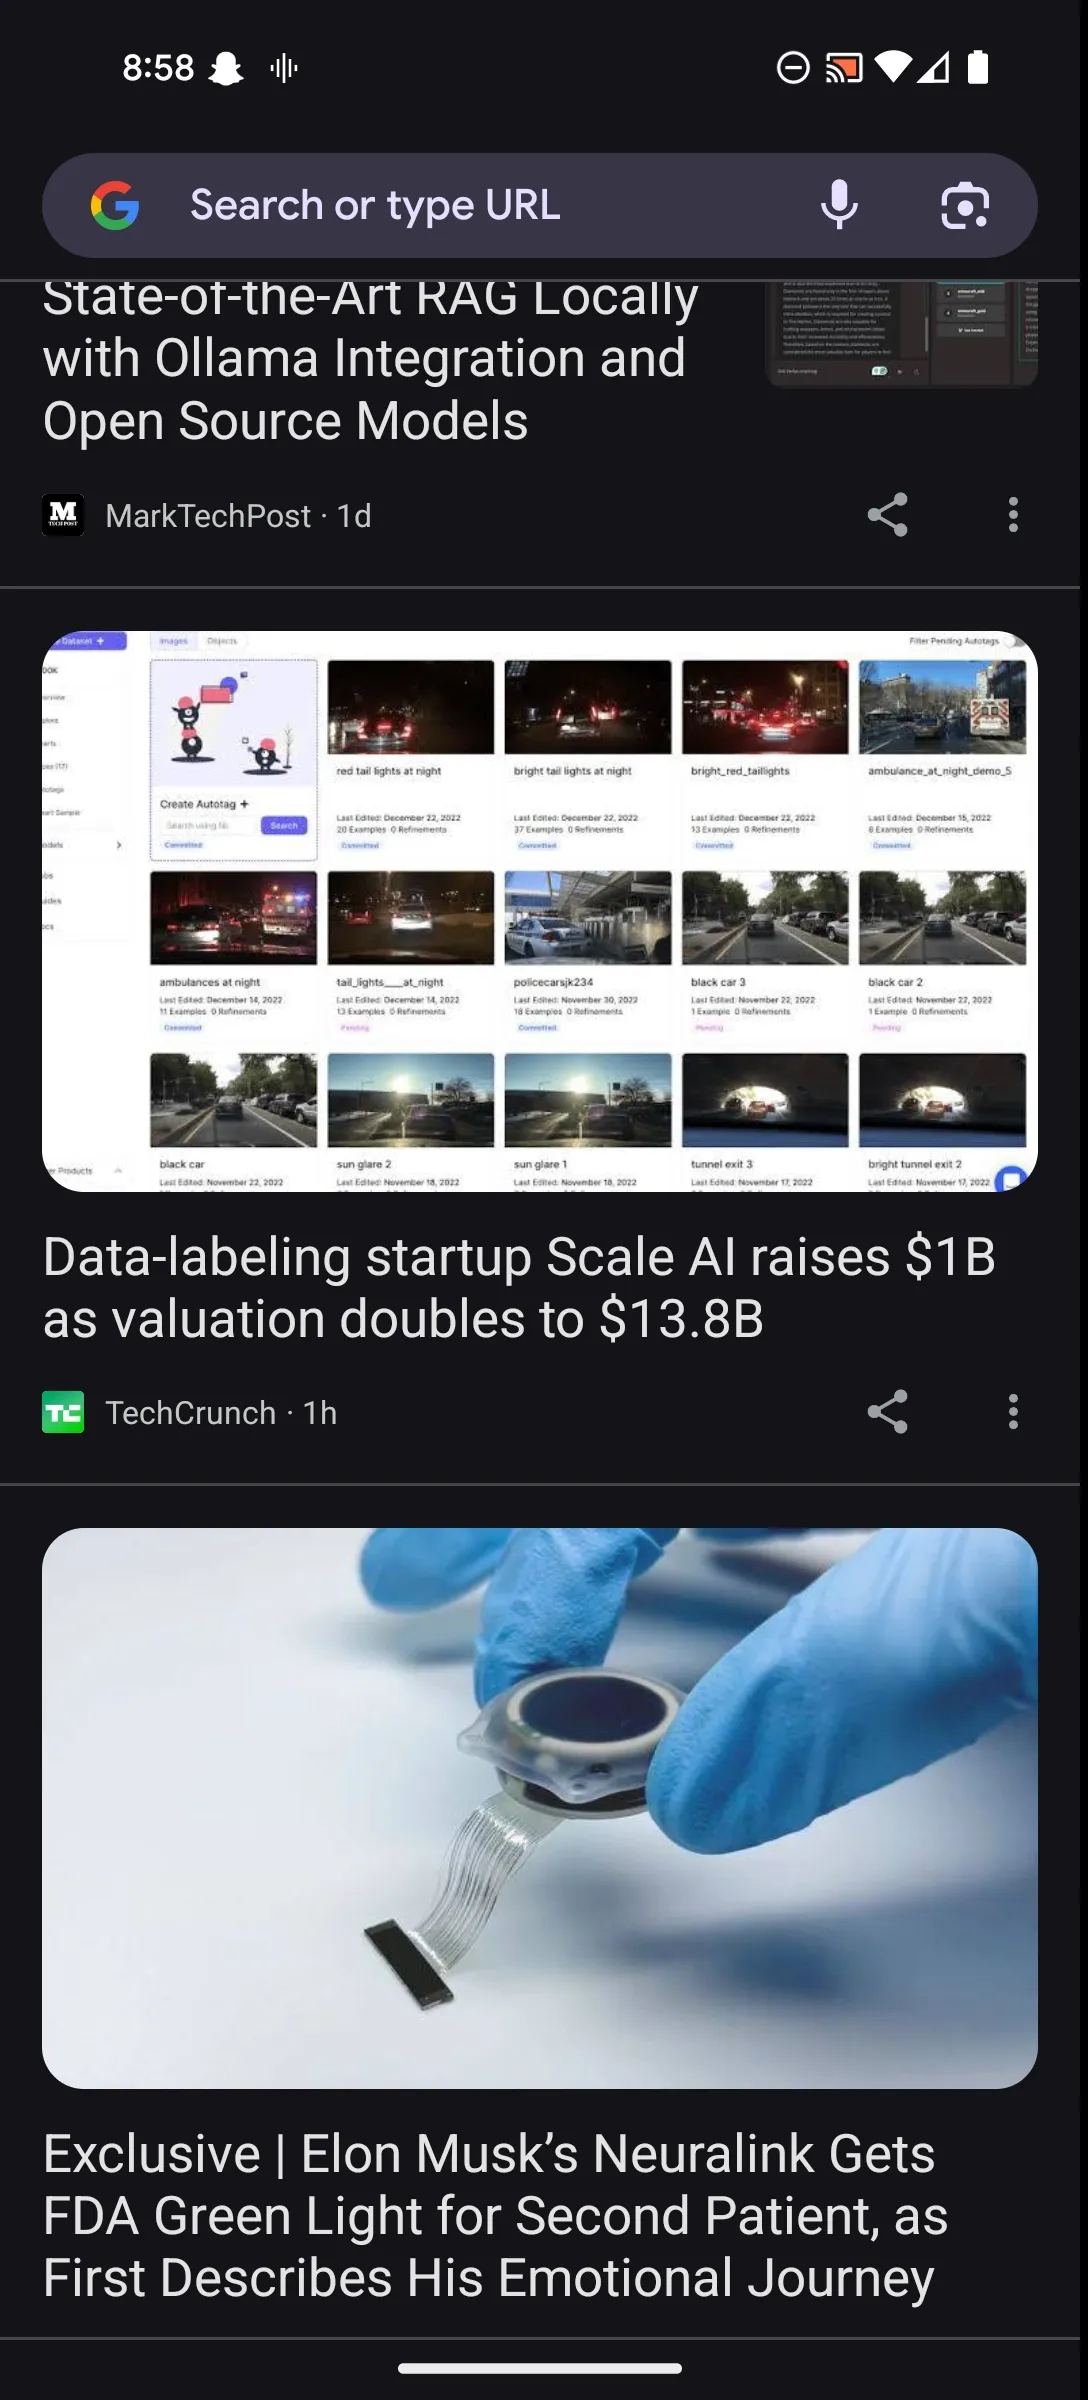 8:58
Search or type URL
State-of-the-Art RAG Locally
with Ollama Integration and
Open Source Models
M
TECH POST
MarkTechPost · 1d
Dataset +
Images Objects
Filter Pending Autotags
red tail lights at night
bright tail lights at night
bright_red_taillights
ambulance_at_night_demo_5
Create Autotag +
Search
Committed
Last Edited: December 22, 2022
20 Examples 0 Refinements
Committed
Last Edited: December 22, 2022
37 Examples 0 Refinements
Committed
Last Edited: December 22, 2022
13 Examples 0 Refinements
Committed
Last Edited: December 15, 2022
8 Examples 0 Refinements
Committed
ambulances at night
Last Edited: December 14, 2022
11 Examples 0 Refinements
Committed
tail_lights___at_night
Last Edited: December 14, 2022
13 Examples 0 Refinements
Pending
policecarsjk234
Last Edited: November 30, 2022
18 Examples 0 Refinements
Committed
black car 3
Last Edited: November 22, 2022
1 Example 0 Refinements
Pending
black car 2
Last Edited: November 22, 2022
1 Example 0 Refinements
Pending
black car
Last Edited: November 22, 2022
sun glare 2
Last Edited: November 18, 2022
sun glare 1
Last Edited: November 18, 2022
tunnel exit 3
Last Edited: November 17, 2022
bright tunnel exit 2
Last Edited: November 17, 2022
Products
Data-labeling startup Scale AI raises $1B
as valuation doubles to $13.8B
TC
TechCrunch · 1h
Exclusive | Elon Musk’s Neuralink Gets
FDA Green Light for Second Patient, as
First Describes His Emotional Journey